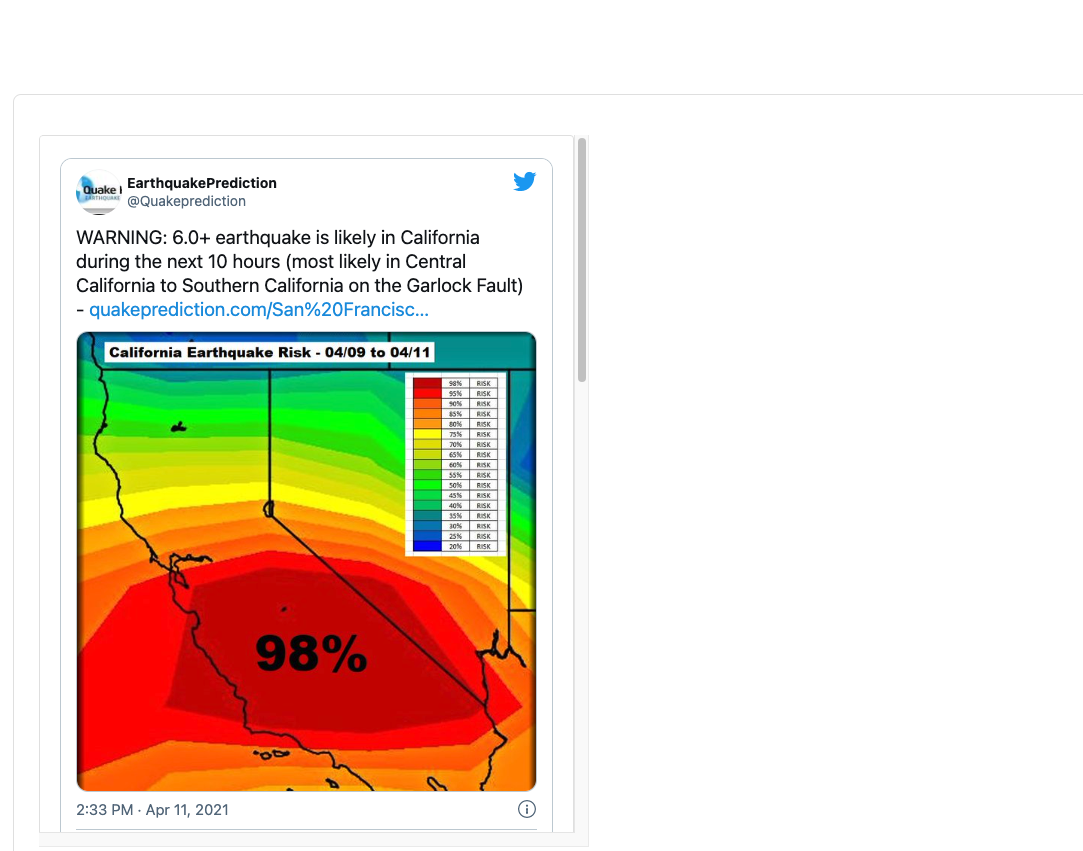 Quake
EARTHQUAKE
EarthquakePrediction
@Quakeprediction
WARNING: 6.0+ earthquake is likely in California
during the next 10 hours (most likely in Central
California to Southern California on the Garlock Fault)
- quakeprediction.com/San%20Francisc...
California Earthquake Risk - 04/09 to 04/11
98% RISK
95% RISK
90% RISK
85% RISK
80% RISK
75% RISK
70% RISK
65% RISK
60% RISK
55% RISK
50% RISK
45% RISK
40% RISK
35% RISK
30% RISK
25% RISK
20% RISK
98%
2:33 PM · Apr 11, 2021